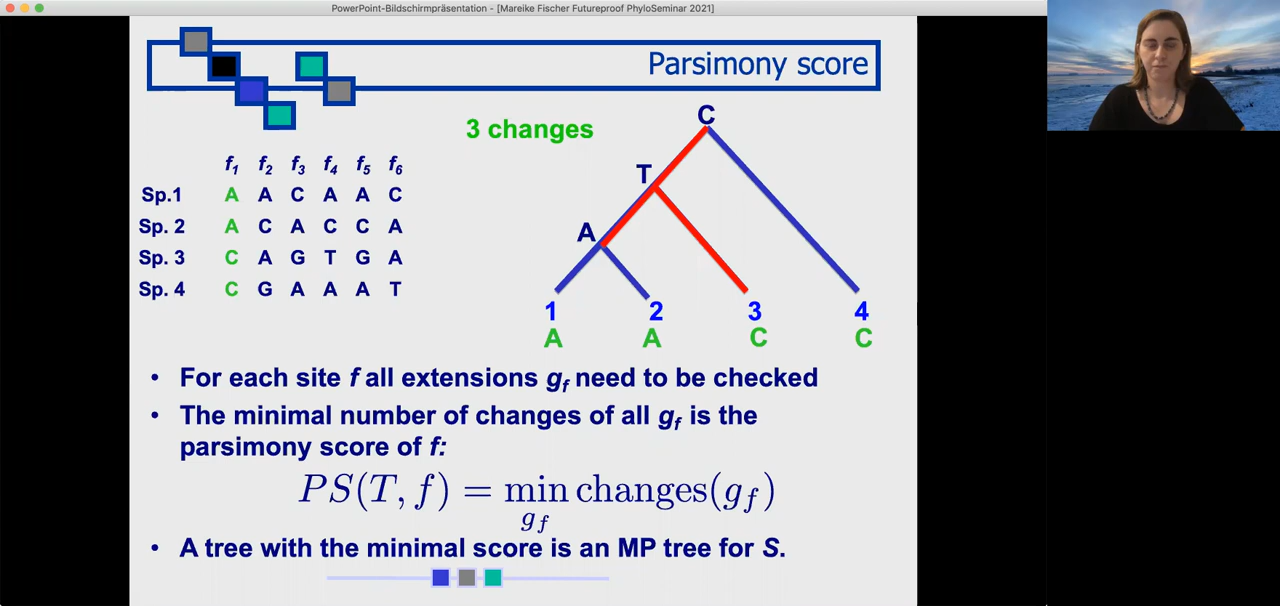 PowerPoint-Bildschirmpräsentation - [Mareike Fischer Futureproof PhyloSeminar 2021]
Parsimony score
3 changes
C
T
A
f1 f2 f3 f4 f5 f6
Sp.1 A A C A A C
Sp. 2 A C A C C A
Sp. 3 C A G T G A
Sp. 4 C G A A A T
1 2 3 4
A A C C
• For each site f all extensions gf need to be checked
• The minimal number of changes of all gf is the
parsimony score of f:
PS(T, f) = min changes(gf)
gf
• A tree with the minimal score is an MP tree for S.